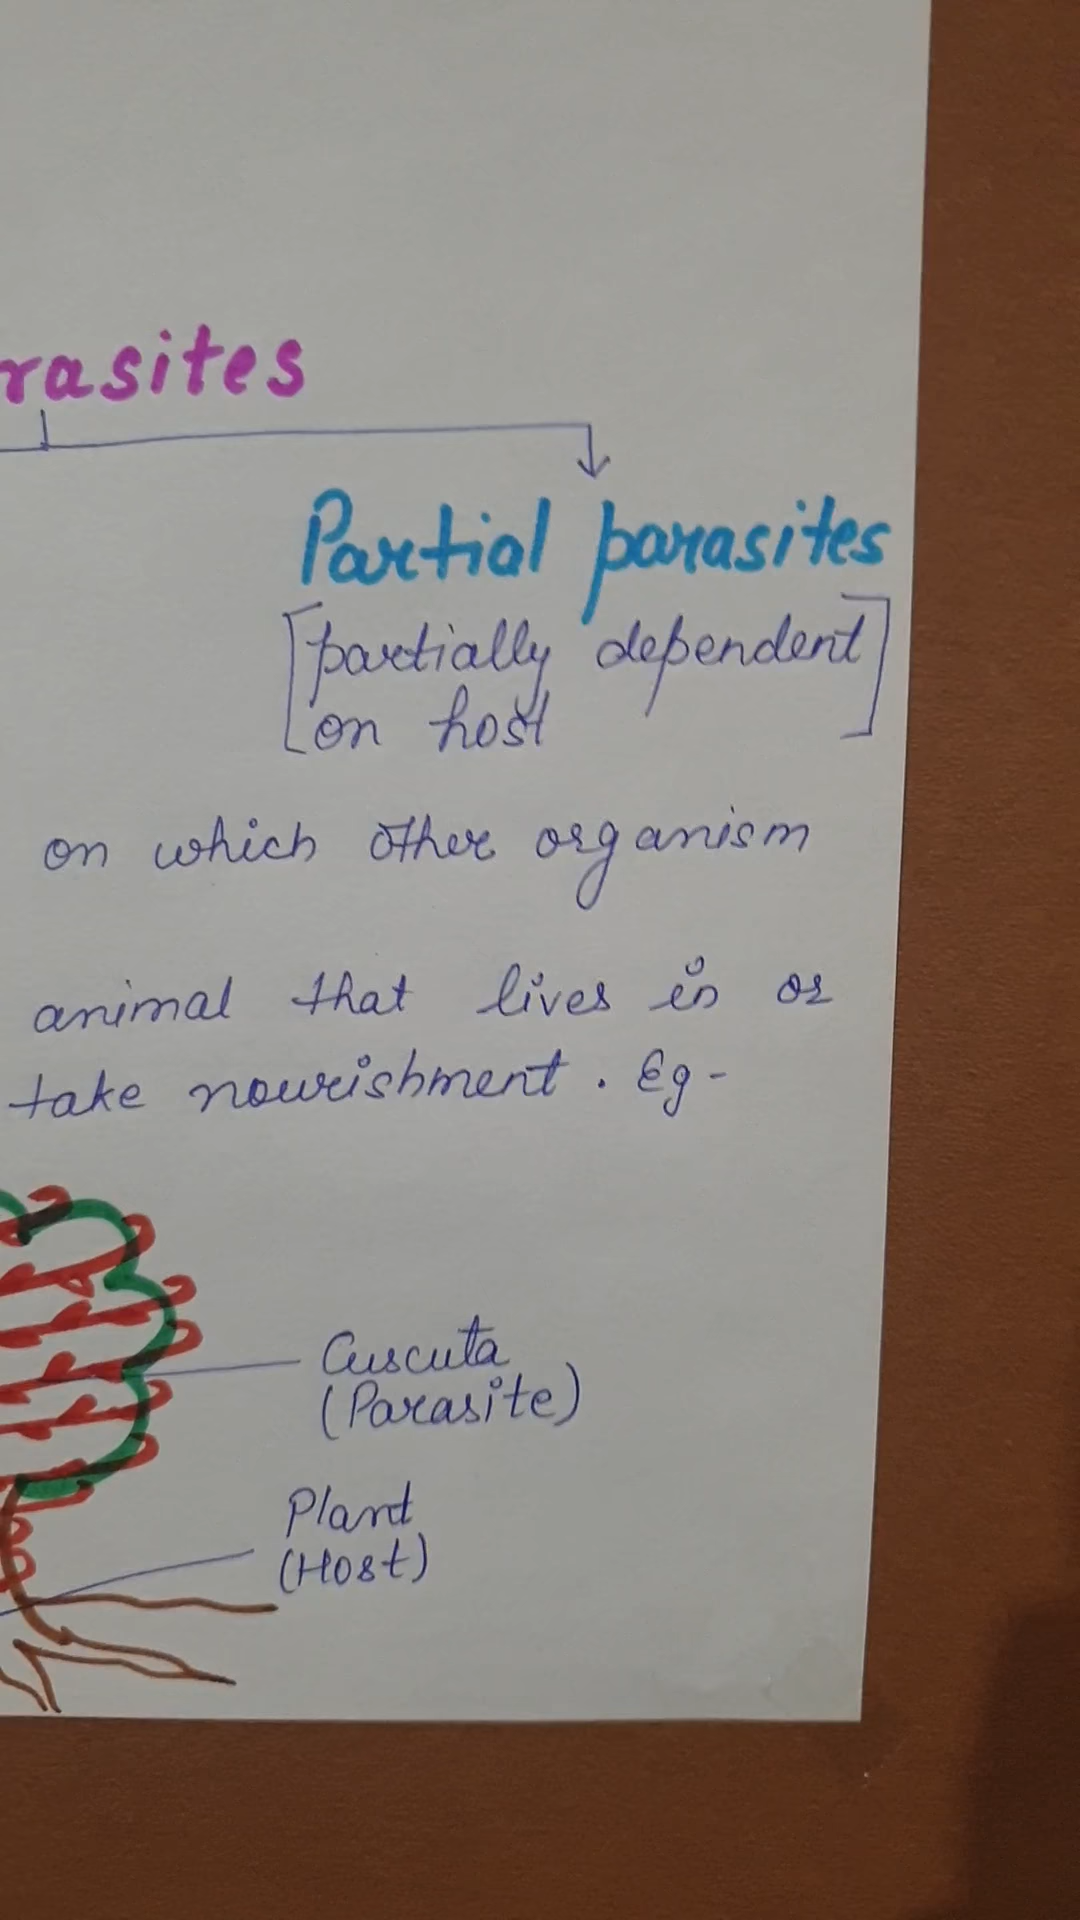 rasites
Partial parasites
[partially dependent
on host]
on which other organism
animal that lives in or
take nourishment. Eg-
Cuscuta
(Parasite)
Plant
(Host)